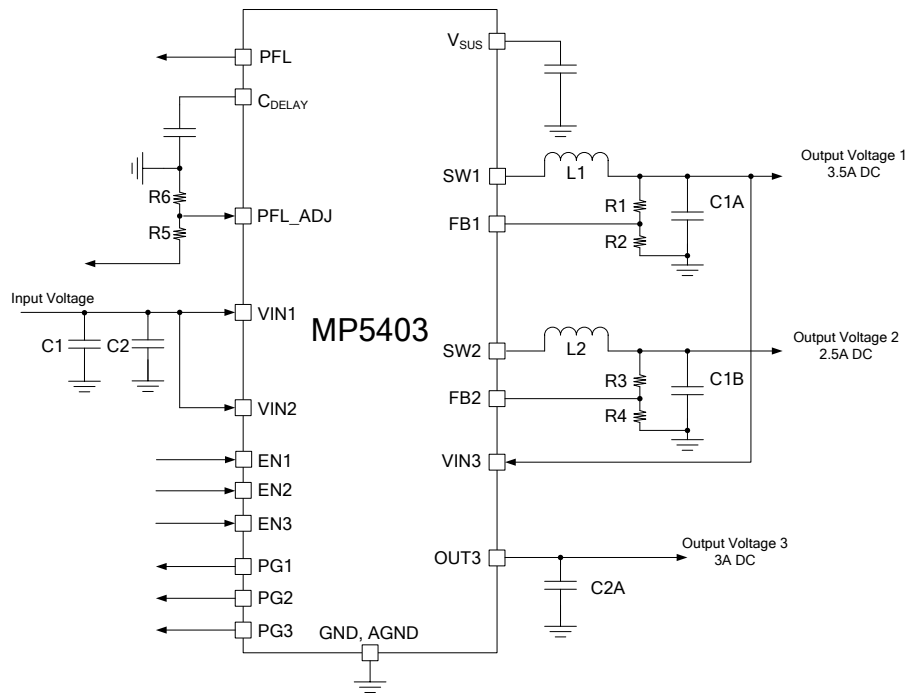 PFL
V_SUS
C_DELAY
R6
PFL_ADJ
R5
Input Voltage
VIN1
C1
C2
VIN2
EN1
EN2
EN3
PG1
PG2
PG3
GND, AGND
MP5403
SW1
L1
Output Voltage 1
3.5A DC
R1
C1A
FB1
R2
SW2
L2
Output Voltage 2
2.5A DC
R3
C1B
FB2
R4
VIN3
OUT3
Output Voltage 3
3A DC
C2A